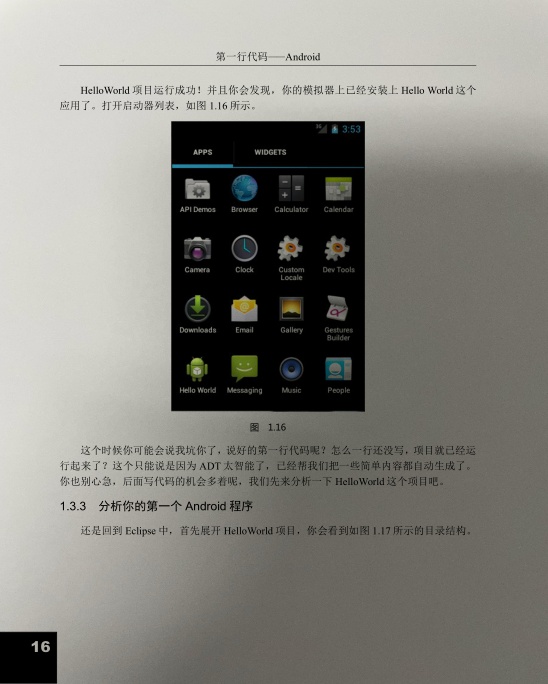 第一行代码——Android
HelloWorld 项目运行成功！并且你会发现，你的模拟器上已经安装上 Hello World 这个
应用了。打开启动器列表，如图 1.16 所示。
3:53
APPS WIDGETS
API Demos Browser Calculator Calendar
Camera Clock Custom Locale Dev Tools
Downloads Email Gallery Gestures Builder
Hello World Messaging Music People
图 1.16
这个时候你可能会说我坑你了，说好的第一行代码呢？怎么一行还没写，项目就已经运
行起来了？这个只能说是因为 ADT 太智能了，已经帮我们把一些简单内容都自动生成了。
你也别心急，后面写代码的机会多着呢，我们先来分析一下 HelloWorld 这个项目吧。
1.3.3 分析你的第一个 Android 程序
还是回到 Eclipse 中，首先展开 HelloWorld 项目，你会看到如图 1.17 所示的目录结构。
16